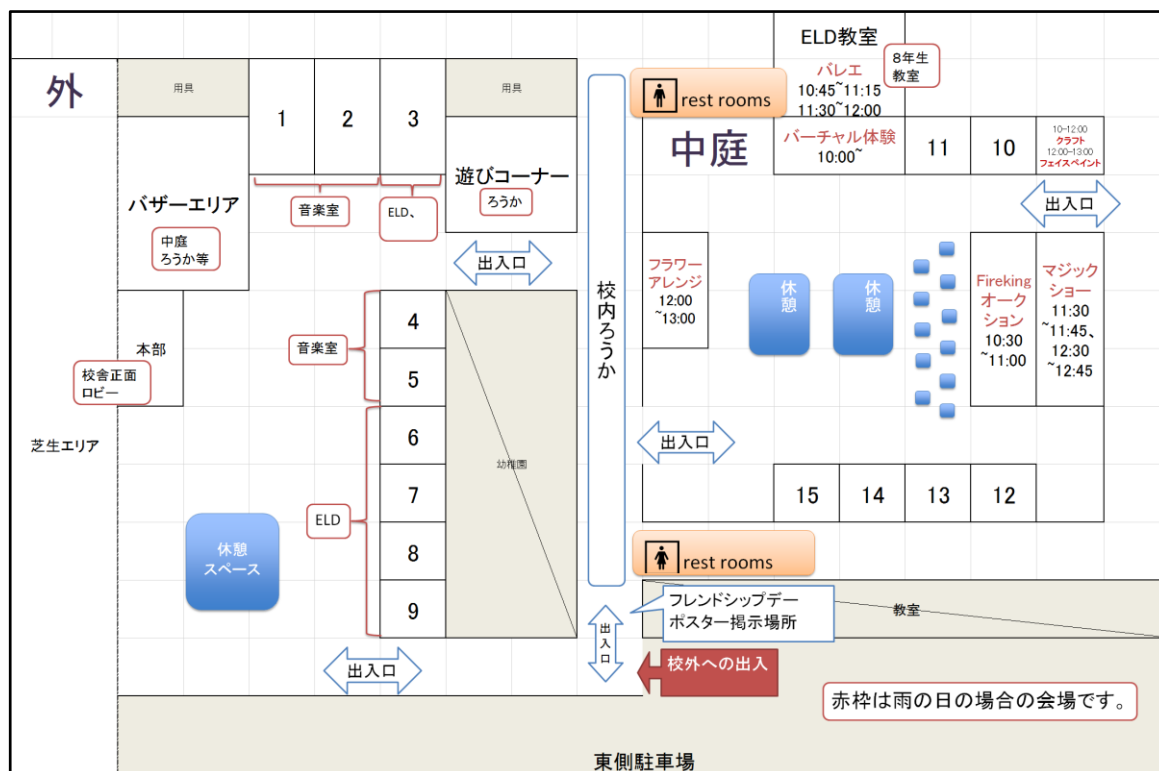 外
用具
1
2
3
用具
バザーエリア
中庭
ろうか等
音楽室
ELD、
遊びコーナー
ろうか
出入口
本部
校舎正面
ロビー
芝生エリア
休憩
スペース
音楽室
ELD
4
5
6
7
8
9
幼稚園
出入口
校内ろうか
rest rooms
中庭
ELD教室
8年生
教室
バレエ
10:45~11:15
11:30~12:00
バーチャル体験
10:00~
11
10
10-12:00
クラフト
12:00-13:00
フェイスペイント
出入口
フラワー
アレンジ
12:00
~13:00
休憩
休憩
Fireking
オーク
ション
10:30
~11:00
マジック
ショー
11:30
~11:45、
12:30
~12:45
出入口
15
14
13
12
rest rooms
フレンドシップデー
ポスター掲示場所
教室
出入口
校外への出入
赤枠は雨の日の場合の会場です。
東側駐車場